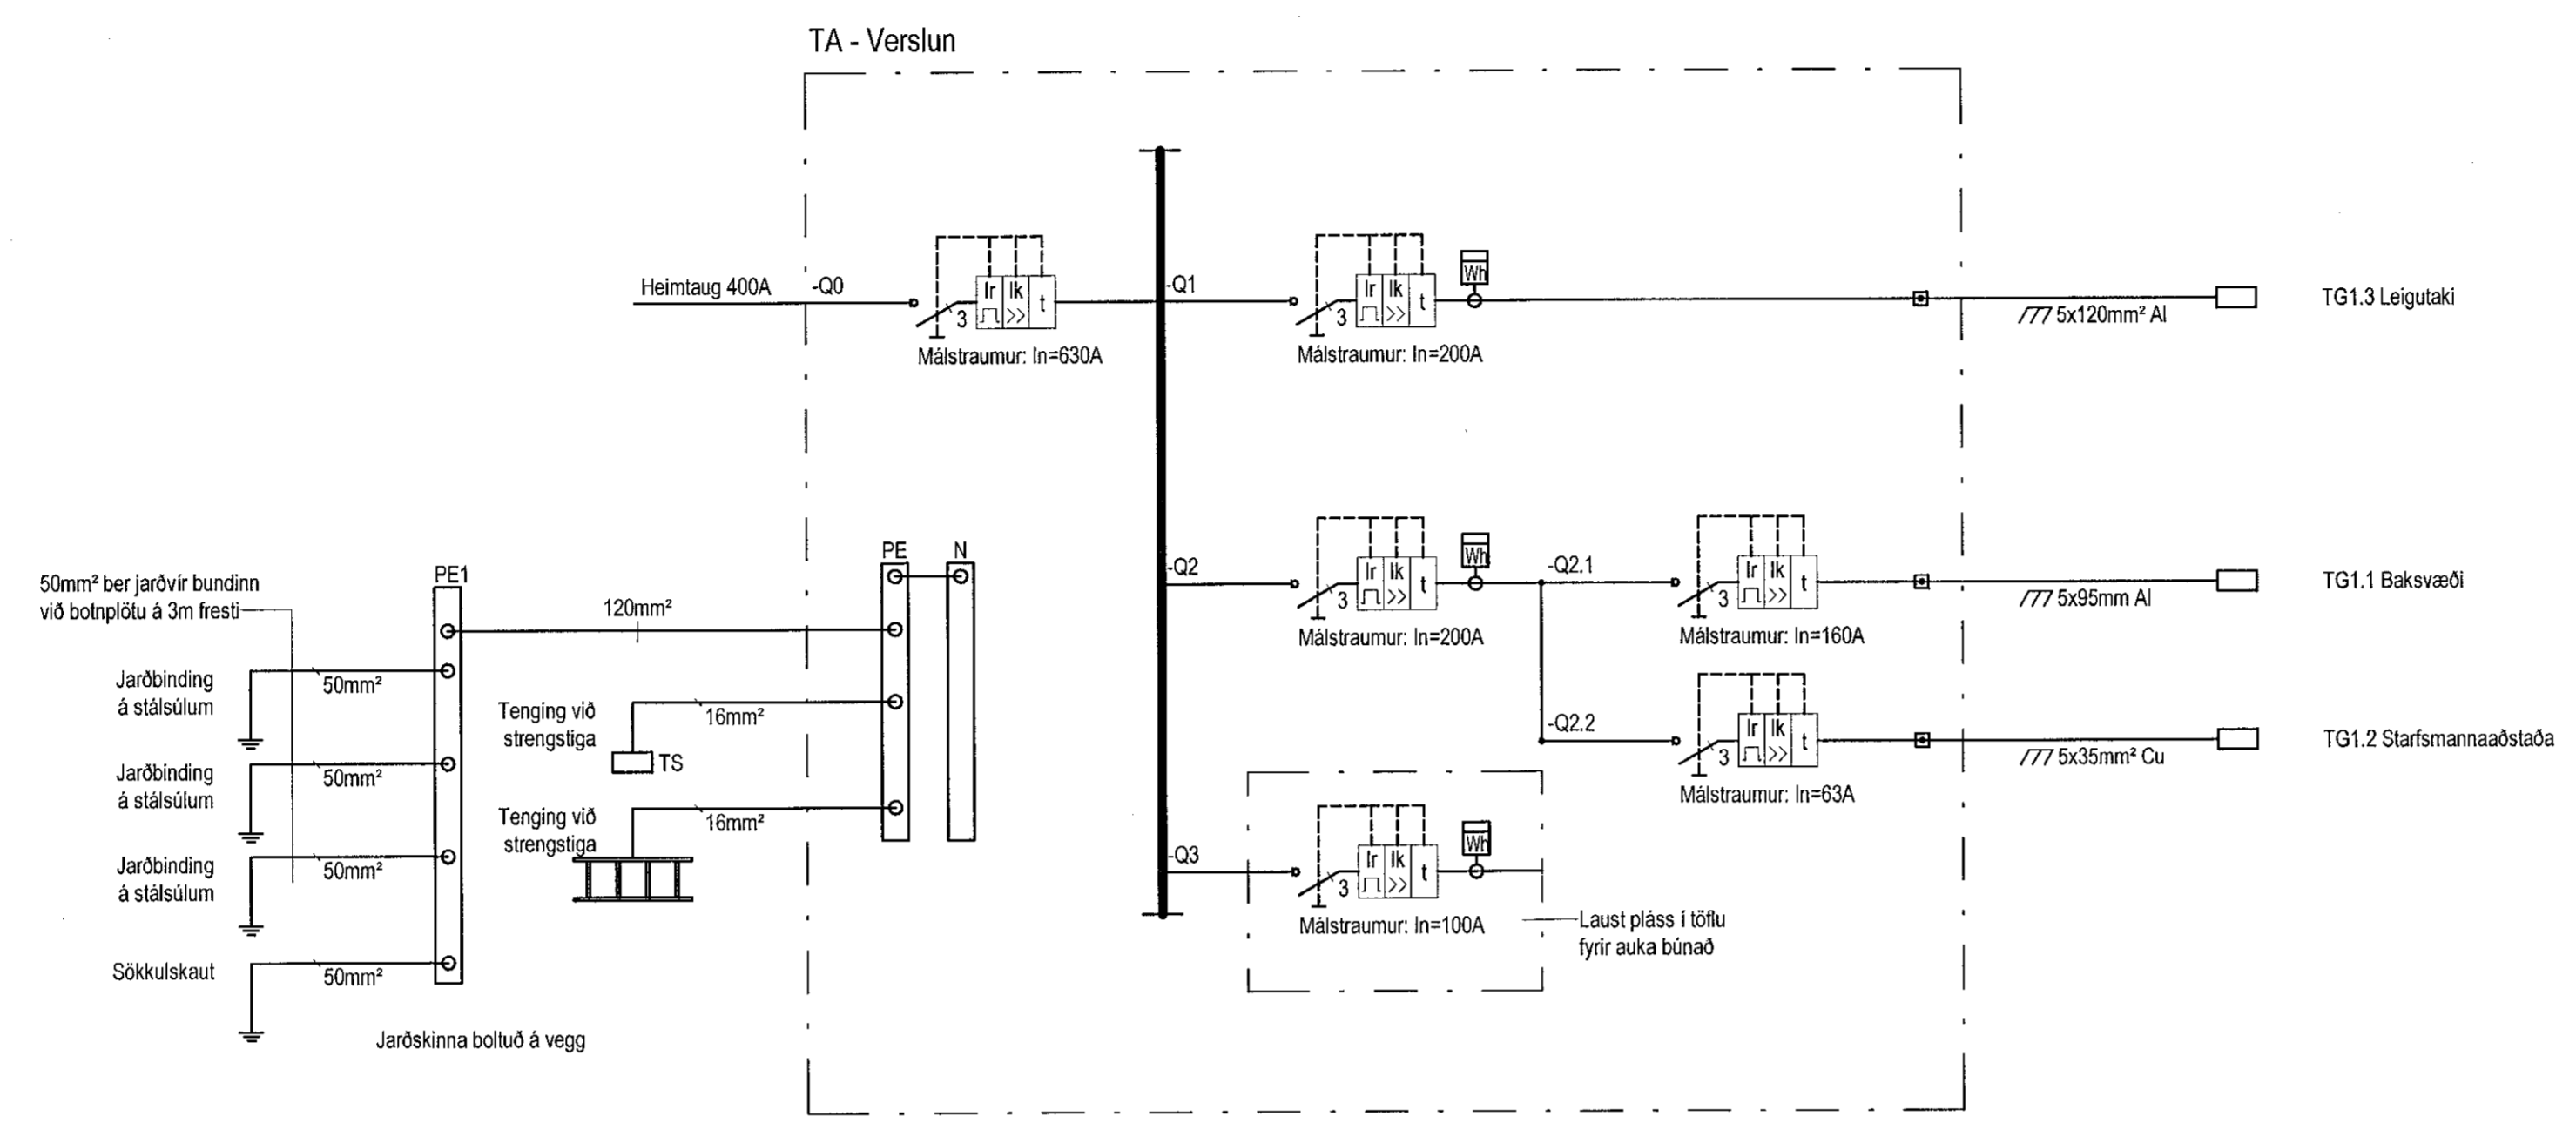 TA - Verslun
Heimtaug 400A
-Q0
3
Ir
Ik
t
>>
Málstraumur: In=630A
-Q1
3
Ir
Ik
t
>>
Málstraumur: In=200A
Wh
5x120mm² Al
TG1.3 Leigutaki
-Q2
3
Ir
Ik
t
>>
Málstraumur: In=200A
Wh
-Q2.1
3
Ir
Ik
t
>>
Málstraumur: In=160A
5x95mm Al
TG1.1 Baksvæði
-Q2.2
3
Ir
Ik
t
>>
Málstraumur: In=63A
5x35mm² Cu
TG1.2 Starfsmannaaðstaða
-Q3
3
Ir
Ik
t
>>
Málstraumur: In=100A
Wh
Laust pláss í töflu
fyrir auka búnað
PE
N
PE1
50mm² ber jarðvír bundinn
við botnplötu á 3m fresti
120mm²
Jarðbinding
á stálsúlum
50mm²
Jarðbinding
á stálsúlum
50mm²
Jarðbinding
á stálsúlum
50mm²
Sökkulskaut
50mm²
Tenging við
strengstiga
16mm²
TS
Tenging við
strengstiga
16mm²
Jarðskinna boltuð á vegg